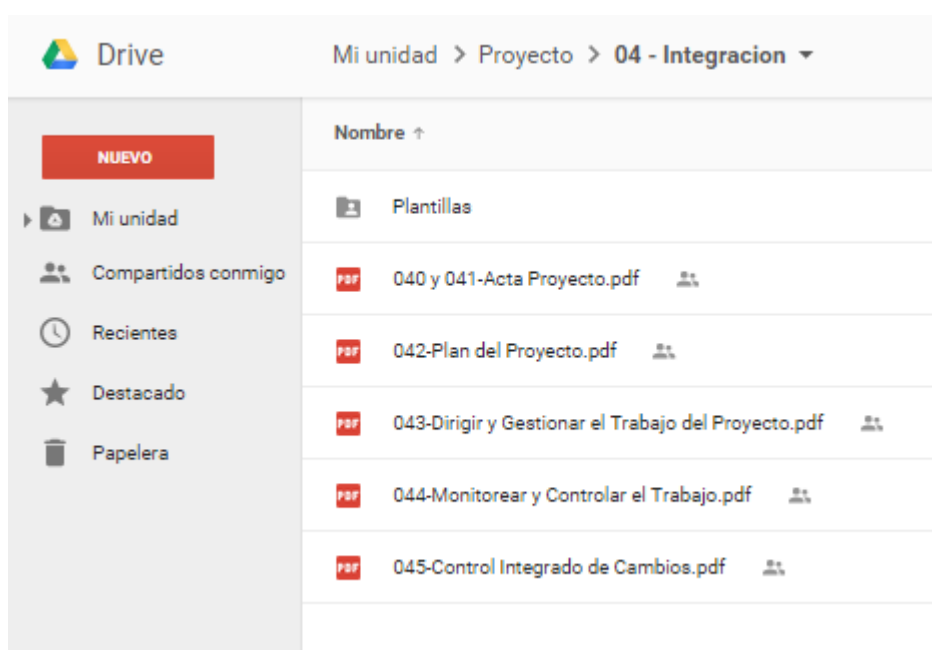 Drive
Mi unidad > Proyecto > 04 - Integracion
NUEVO
Mi unidad
Compartidos conmigo
Recientes
Destacado
Papelera
Nombre ↑
Plantillas
PDF 040 y 041-Acta Proyecto.pdf
PDF 042-Plan del Proyecto.pdf
PDF 043-Dirigir y Gestionar el Trabajo del Proyecto.pdf
PDF 044-Monitorear y Controlar el Trabajo.pdf
PDF 045-Control Integrado de Cambios.pdf